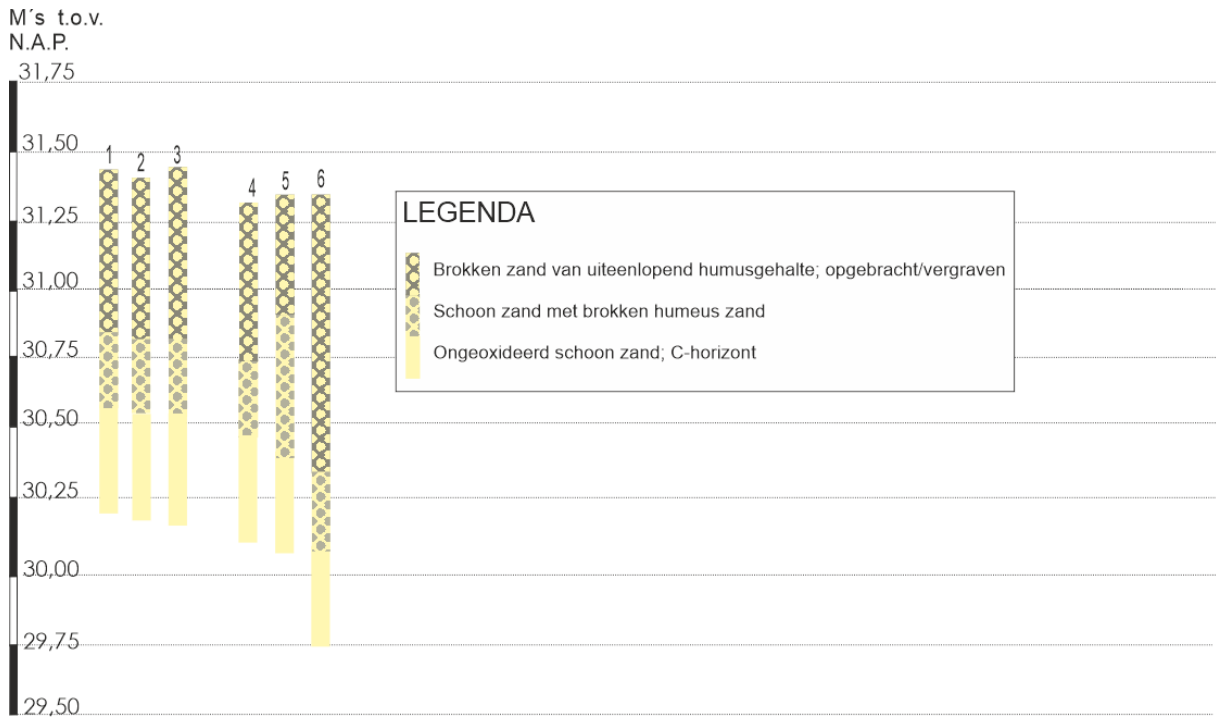 M´s t.o.v.
N.A.P.
31,75
31,50
1 2 3
4 5 6
31,25
LEGENDA
Brokken zand van uiteenlopend humusgehalte; opgebracht/vergraven
31,00
Schoon zand met brokken humeus zand
30,75
Ongeoxideerd schoon zand; C-horizont
30,50
30,25
30,00
29,75
29,50